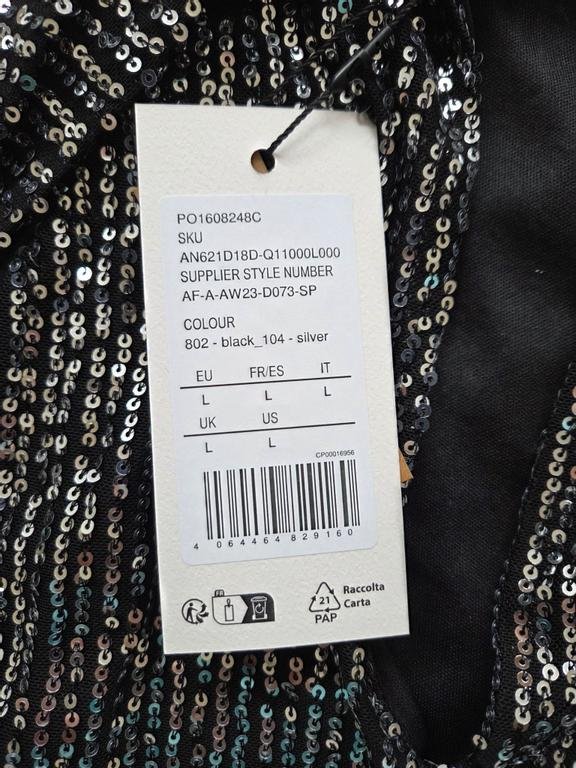 PO1608248C
SKU
AN621D18D-Q11000L000
SUPPLIER STYLE NUMBER
AF-A-AW23-D073-SP
COLOUR
802 - black_104 - silver
EU FR/ES IT
L L L
UK US
L L
CP00016956
4 064464 829160
FR
21
PAP
Raccolta
Carta